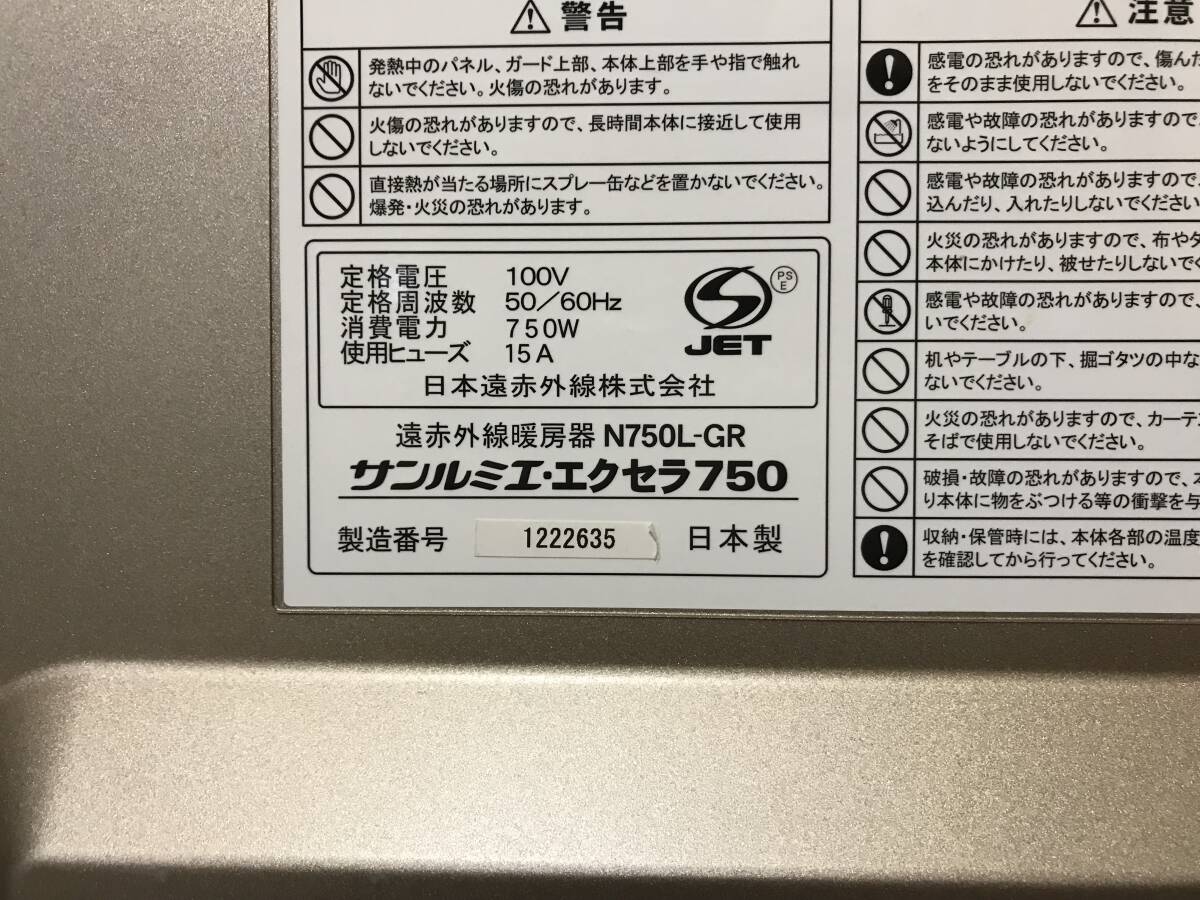 警告
発熱中のパネル、ガード上部、本体上部を手や指で触れ
ないでください。火傷の恐れがあります。
火傷の恐れがありますので、長時間本体に接近して使用
しないでください。
直接熱が当たる場所にスプレー缶などを置かないでください。
爆発・火災の恐れがあります。
定格電圧 100V
定格周波数 50/60Hz
消費電力 750W
使用ヒューズ 15A
JET
PS
E
日本遠赤外線株式会社
遠赤外線暖房器 N750L-GR
サンルミエ・エクセラ750
製造番号 1222635 日本製
注意
感電の恐れがありますので、傷んだ
をそのまま使用しないでください。
感電や故障の恐れがありますので、
ないようにしてください。
感電や故障の恐れがありますので、
込んだり、入れたりしないでください
火災の恐れがありますので、布や
本体にかけたり、被せたりしないで
感電や故障の恐れがありますので、
いでください。
机やテーブルの下、掘ゴタツの中な
ないでください。
火災の恐れがありますので、カーテン
そばで使用しないでください。
破損・故障の恐れがありますので、本
り本体に物をぶつける等の衝撃を与
収納・保管時には、本体各部の温度
を確認してから行ってください。